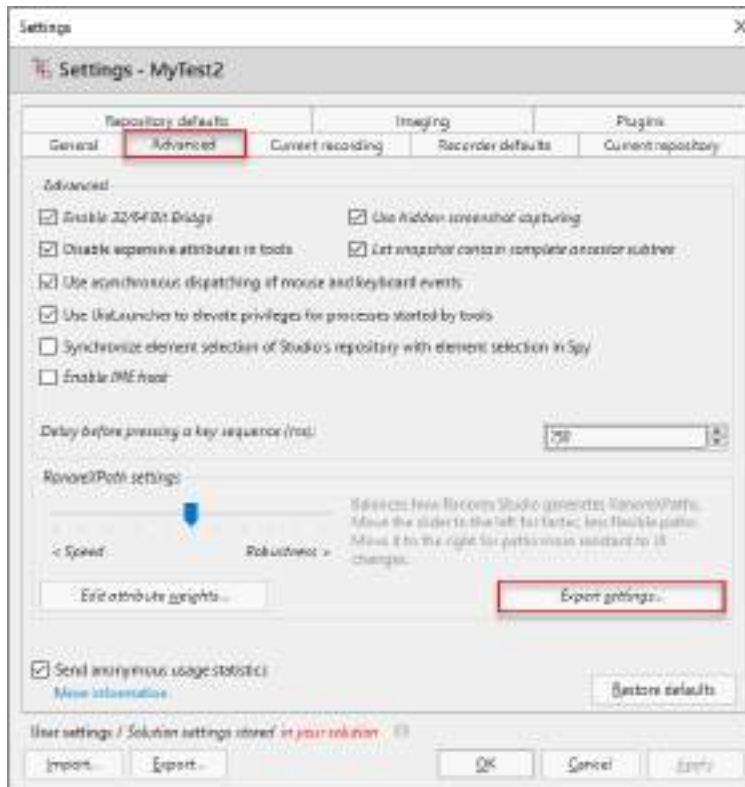 Settings
Settings - MyTest2
Repository defaults Imaging Plugins
General Advanced Current recording Recorder defaults Current repository
Advanced
Enable 32/64 Bit Bridge Use hidden screenshot capturing
Disable expensive attributes in tools Let snapshot contain complete ancestor subtree
Use asynchronous dispatching of mouse and keyboard events
Use UiaLauncher to elevate privileges for processes started by tools
Synchronize element selection of Studio's repository with element selection in Spy
Enable IME host
Delay before pressing a key sequence (ms): 750
RanoreXPath settings
Balances how Ranorex Studio generates RanoreXPaths.
Move the slider to the left for faster, less flexible paths.
Move it to the right for paths more resistant to UI
changes.
< Speed Robustness >
Edit attribute weights... Expert settings...
Send anonymous usage statistics
More information
Restore defaults
User settings / Solution settings stored in your solution
Import... Export... OK Cancel Apply